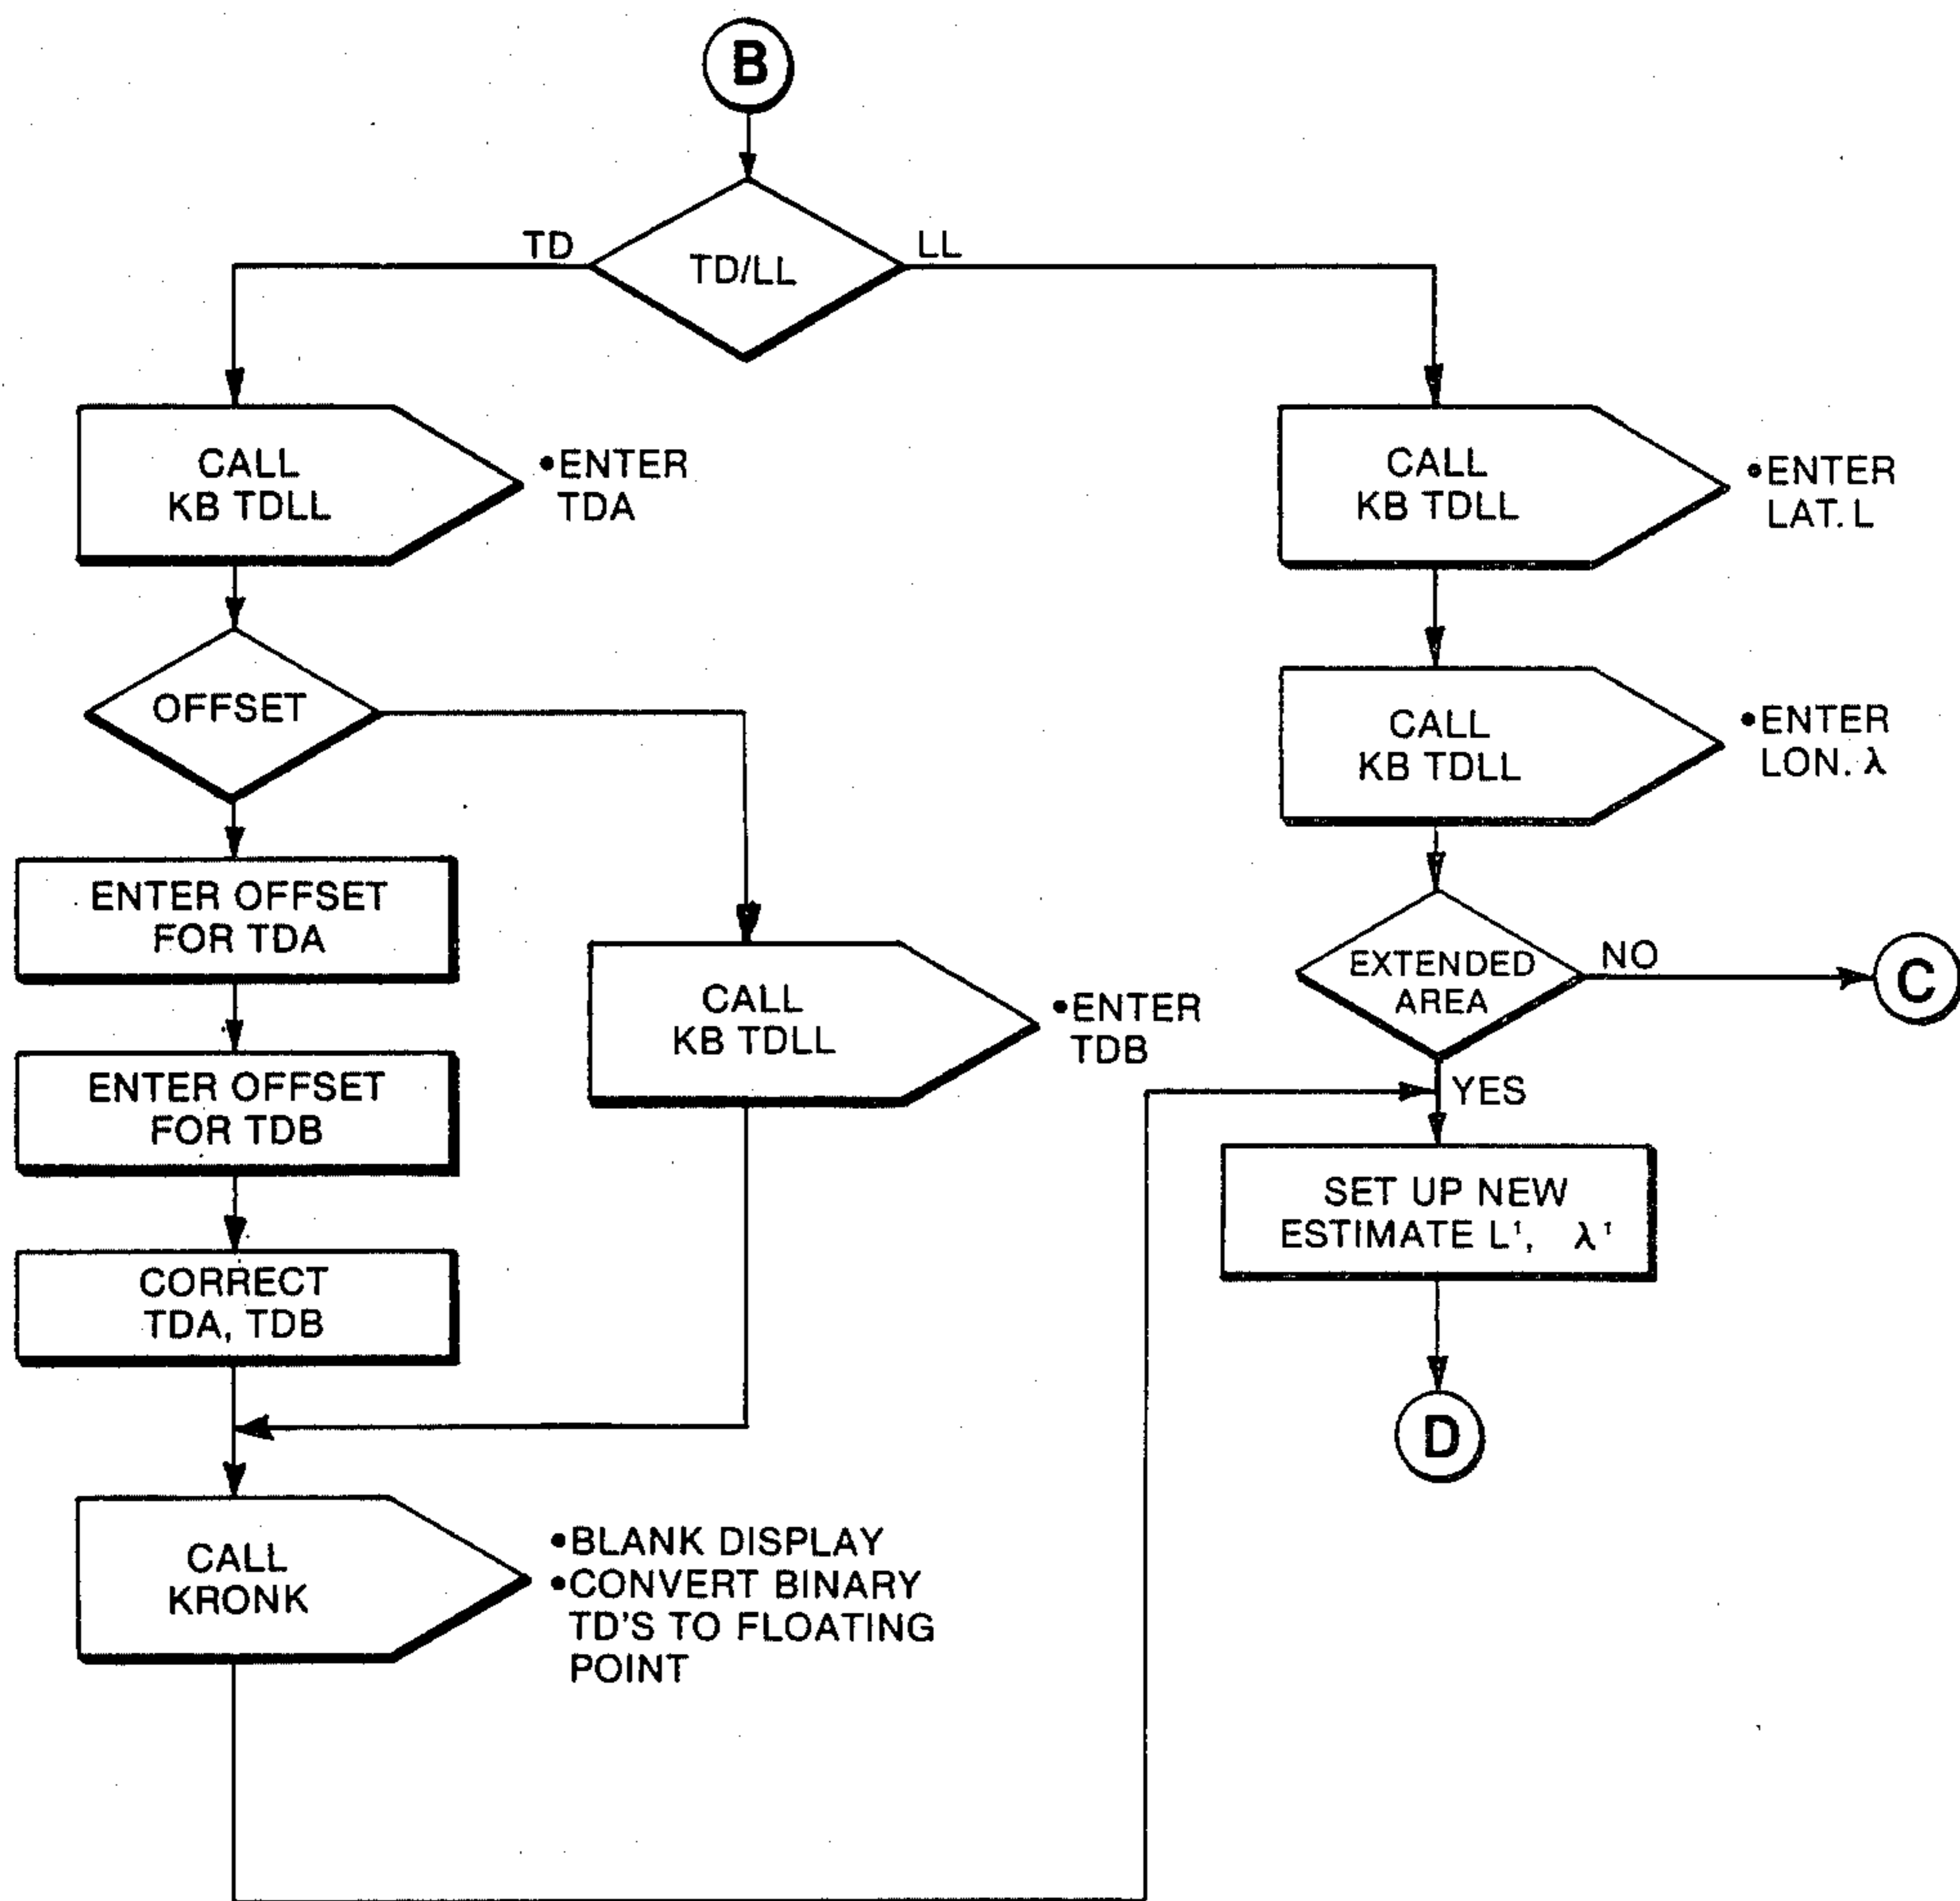 B
TD
TD/LL
LL
CALL
KB TDLL
•ENTER
TDA
CALL
KB TDLL
•ENTER
LAT. L
OFFSET
CALL
KB TDLL
•ENTER
LON. λ
ENTER OFFSET
FOR TDA
CALL
KB TDLL
•ENTER
TDB
EXTENDED
AREA
NO
C
ENTER OFFSET
FOR TDB
YES
SET UP NEW
ESTIMATE L¹, λ¹
CORRECT
TDA, TDB
D
CALL
KRONK
•BLANK DISPLAY
•CONVERT BINARY
TD'S TO FLOATING
POINT